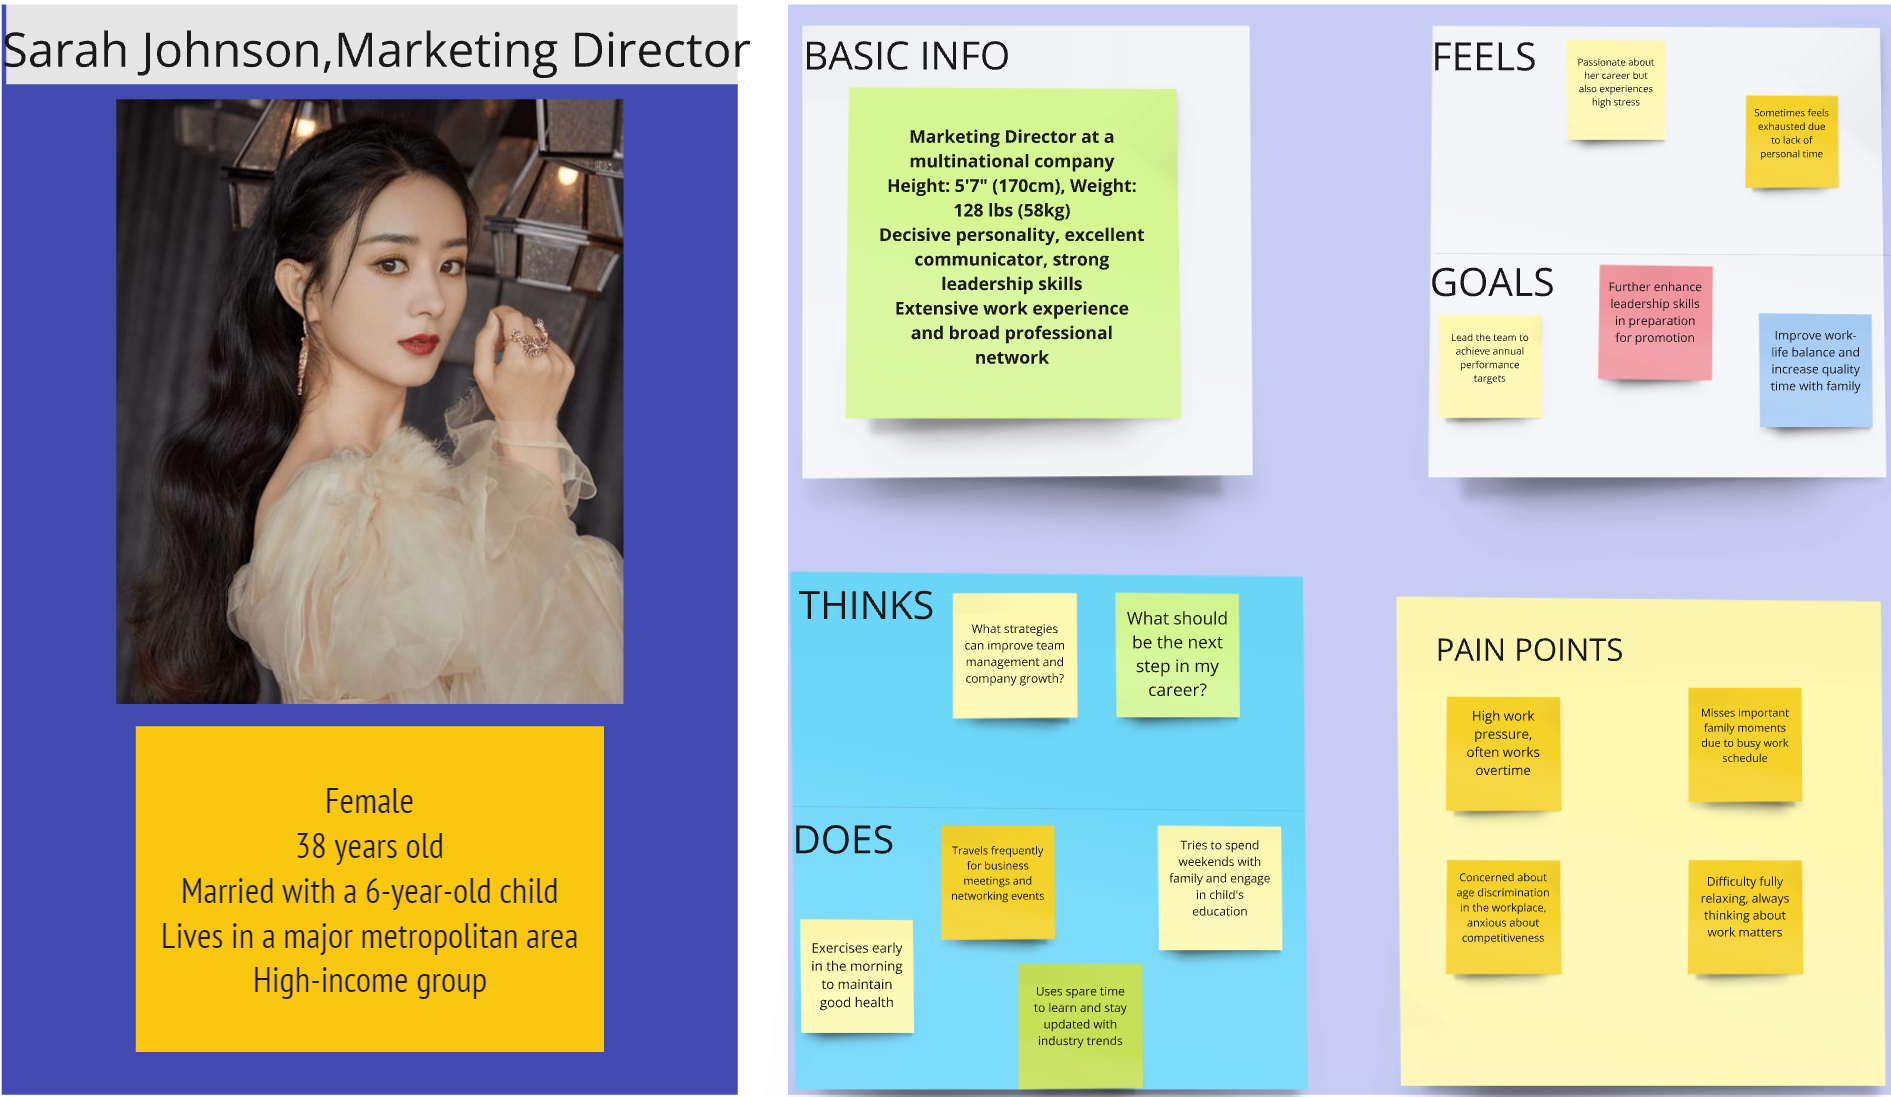 Sarah Johnson,Marketing Director
Female
38 years old
Married with a 6-year-old child
Lives in a major metropolitan area
High-income group
BASIC INFO
Marketing Director at a
multinational company
Height: 5'7" (170cm), Weight:
128 lbs (58kg)
Decisive personality, excellent
communicator, strong
leadership skills
Extensive work experience
and broad professional
network
FEELS
Passionate about
her career but
also experiences
high stress
Sometimes feels
exhausted due
to lack of
personal time
GOALS
Lead the team to
achieve annual
performance
targets
Further enhance
leadership skills
in preparation
for promotion
Improve work-
life balance and
increase quality
time with family
THINKS
What strategies
can improve team
management and
company growth?
What should
be the next
step in my
career?
DOES
Exercises early
in the morning
to maintain
good health
Travels frequently
for business
meetings and
networking events
Uses spare time
to learn and stay
updated with
industry trends
Tries to spend
weekends with
family and engage
in child's
education
PAIN POINTS
High work
pressure,
often works
overtime
Misses important
family moments
due to busy work
schedule
Concerned about
age discrimination
in the workplace,
anxious about
competitiveness
Difficulty fully
relaxing, always
thinking about
work matters